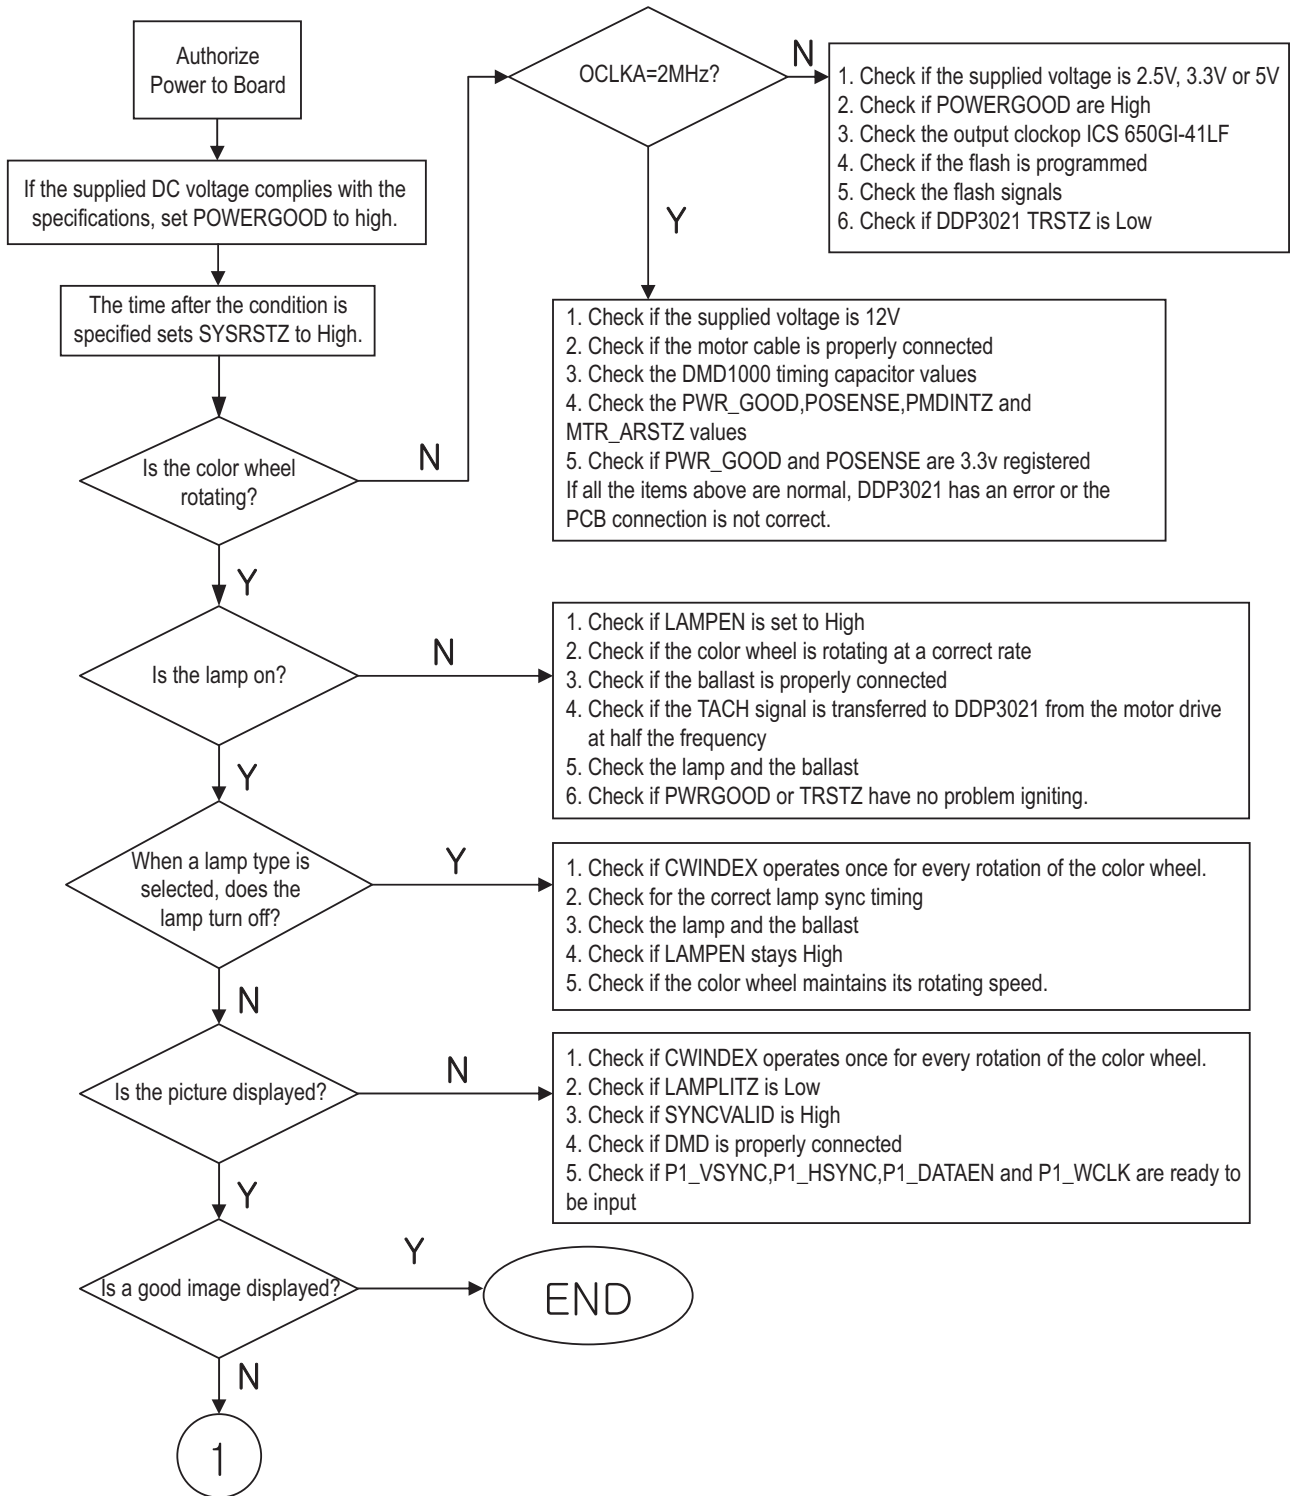 Authorize
Power to Board
If the supplied DC voltage complies with the
specifications, set POWERGOOD to high.
The time after the condition is
specified sets SYSRSTZ to High.
Is the color wheel
rotating?
N
OCLKA=2MHz?
N
1. Check if the supplied voltage is 2.5V, 3.3V or 5V
2. Check if POWERGOOD are High
3. Check the output clockop ICS 650GI-41LF
4. Check if the flash is programmed
5. Check the flash signals
6. Check if DDP3021 TRSTZ is Low
Y
1. Check if the supplied voltage is 12V
2. Check if the motor cable is properly connected
3. Check the DMD1000 timing capacitor values
4. Check the PWR_GOOD,POSENSE,PMDINTZ and
MTR_ARSTZ values
5. Check if PWR_GOOD and POSENSE are 3.3v registered
If all the items above are normal, DDP3021 has an error or the
PCB connection is not correct.
Y
Is the lamp on?
N
1. Check if LAMPEN is set to High
2. Check if the color wheel is rotating at a correct rate
3. Check if the ballast is properly connected
4. Check if the TACH signal is transferred to DDP3021 from the motor drive
at half the frequency
5. Check the lamp and the ballast
6. Check if PWRGOOD or TRSTZ have no problem igniting.
Y
When a lamp type is
selected, does the
lamp turn off?
Y
1. Check if CWINDEX operates once for every rotation of the color wheel.
2. Check for the correct lamp sync timing
3. Check the lamp and the ballast
4. Check if LAMPEN stays High
5. Check if the color wheel maintains its rotating speed.
N
Is the picture displayed?
N
1. Check if CWINDEX operates once for every rotation of the color wheel.
2. Check if LAMPLITZ is Low
3. Check if SYNCVALID is High
4. Check if DMD is properly connected
5. Check if P1_VSYNC,P1_HSYNC,P1_DATAEN and P1_WCLK are ready to
be input
Y
Is a good image displayed?
Y
END
N
1